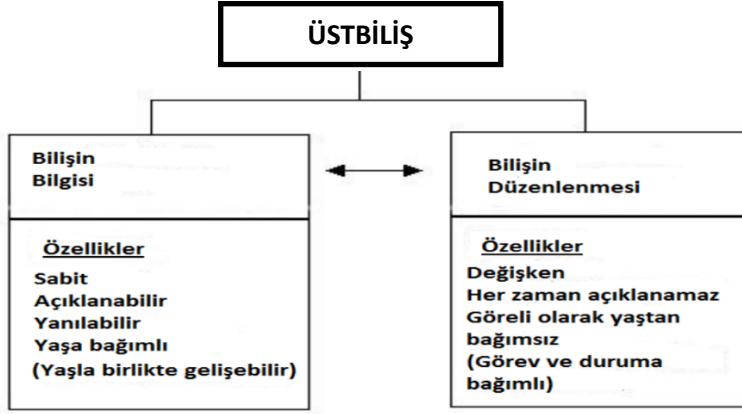 ÜSTBİLİŞ
Bilişin
Bilgisi
Özellikler
Sabit
Açıklanabilir
Yanılabilir
Yaşa bağımlı
(Yaşla birlikte gelişebilir)
Bilişin
Düzenlenmesi
Özellikler
Değişken
Her zaman açıklanamaz
Göreli olarak yaştan
bağımsız
(Görev ve duruma
bağımlı)